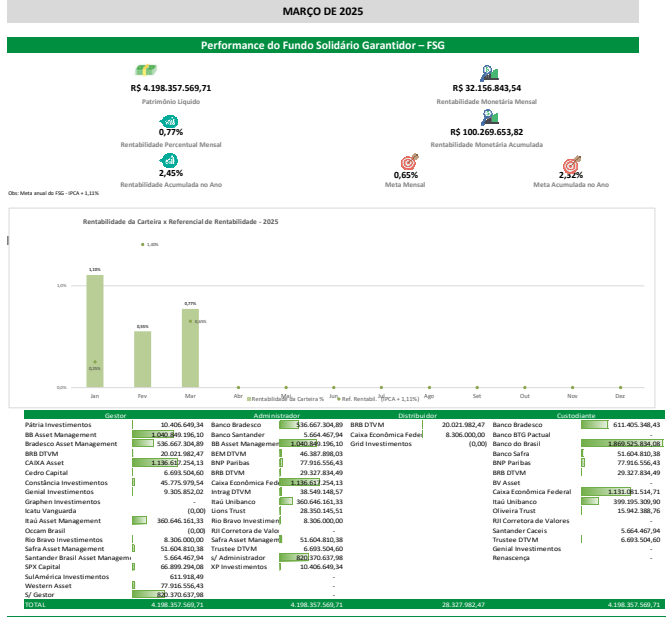 MARÇO DE 2025
Performance do Fundo Solidário Garantidor – FSG
R$ 4.198.357.569,71
Patrimônio Líquido
R$ 32.156.843,54
Rentabilidade Monetária Mensal
0,77%
Rentabilidade Percentual Mensal
R$ 100.269.653,82
Rentabilidade Monetária Acumulada
2,45%
Rentabilidade Acumulada no Ano
0,65%
Meta Mensal
2,32%
Meta Acumulada no Ano
Obs: Meta anual do FSG - IPCA + 1,11%
Rentabilidade da Carteira x Referencial de Rentabilidade - 2025
1,40%
1,10%
1,0%
0,77%
0,55%
0,65%
0,25%
0,0%
Jan Fev Mar Abr Mai Jun Jul Ago Set Out Nov Dez
Rentabilidade da Carteira % Ref. Rentabil. (IPCA + 1,11%)
Gestor Administrador Distribuidor Custodiante
Pátria Investimentos 10.406.649,34 Banco Bradesco 536.667.304,89 BRB DTVM 20.021.982,47 Banco Bradesco 611.405.348,43
BB Asset Management 1.040.849.196,10 Banco Santander 5.664.467,94 Caixa Econômica Feder 8.306.000,00 Banco BTG Pactual -
Bradesco Asset Management 536.667.304,89 BB Asset Managemen 1.040.849.196,10 Grid Investimentos (0,00) Banco do Brasil 1.869.525.834,08
BRB DTVM 20.021.982,47 BEM DTVM 46.387.898,03 Banco Safra 51.604.810,38
CAIXA Asset 1.136.617.254,13 BNP Paribas 77.916.556,43 BNP Paribas 77.916.556,43
Cedro Capital 6.693.504,60 BRB DTVM 29.327.834,49 BRB DTVM 29.327.834,49
Constância Investimentos 45.775.979,54 Caixa Econômica Fed 1.136.617.254,13 BV Asset -
Genial Investimentos 9.305.852,02 Intrag DTVM 38.549.148,57 Caixa Econômica Federal 1.131.081.514,71
Graphen Investimentos - Itaú Unibanco 360.646.161,33 Itaú Unibanco 399.195.309,90
Icatu Vanguarda (0,00) Lions Trust 28.350.145,51 Oliveira Trust 15.942.388,76
Itaú Asset Management 360.646.161,33 Rio Bravo Investimen 8.306.000,00 RJI Corretora de Valores -
Occam Brasil (0,00) RJI Corretora de Valor - Santander Caceis 5.664.467,94
Rio Bravo Investimentos 8.306.000,00 Safra Asset Managem 51.604.810,38 Trustee DTVM 6.693.504,60
Safra Asset Management 51.604.810,38 Trustee DTVM 6.693.504,60 Genial Investimentos -
Santander Brasil Asset Managem 5.664.467,94 s/ Administrador 820.370.637,98 Renascença -
SPX Capital 66.899.294,08 XP Investimentos 10.406.649,34
SulAmérica Investimentos 611.918,49 -
Western Asset 77.916.556,43 -
S/ Gestor 820.370.637,98 -
TOTAL 4.198.357.569,71 4.198.357.569,71 28.327.982,47 4.198.357.569,71